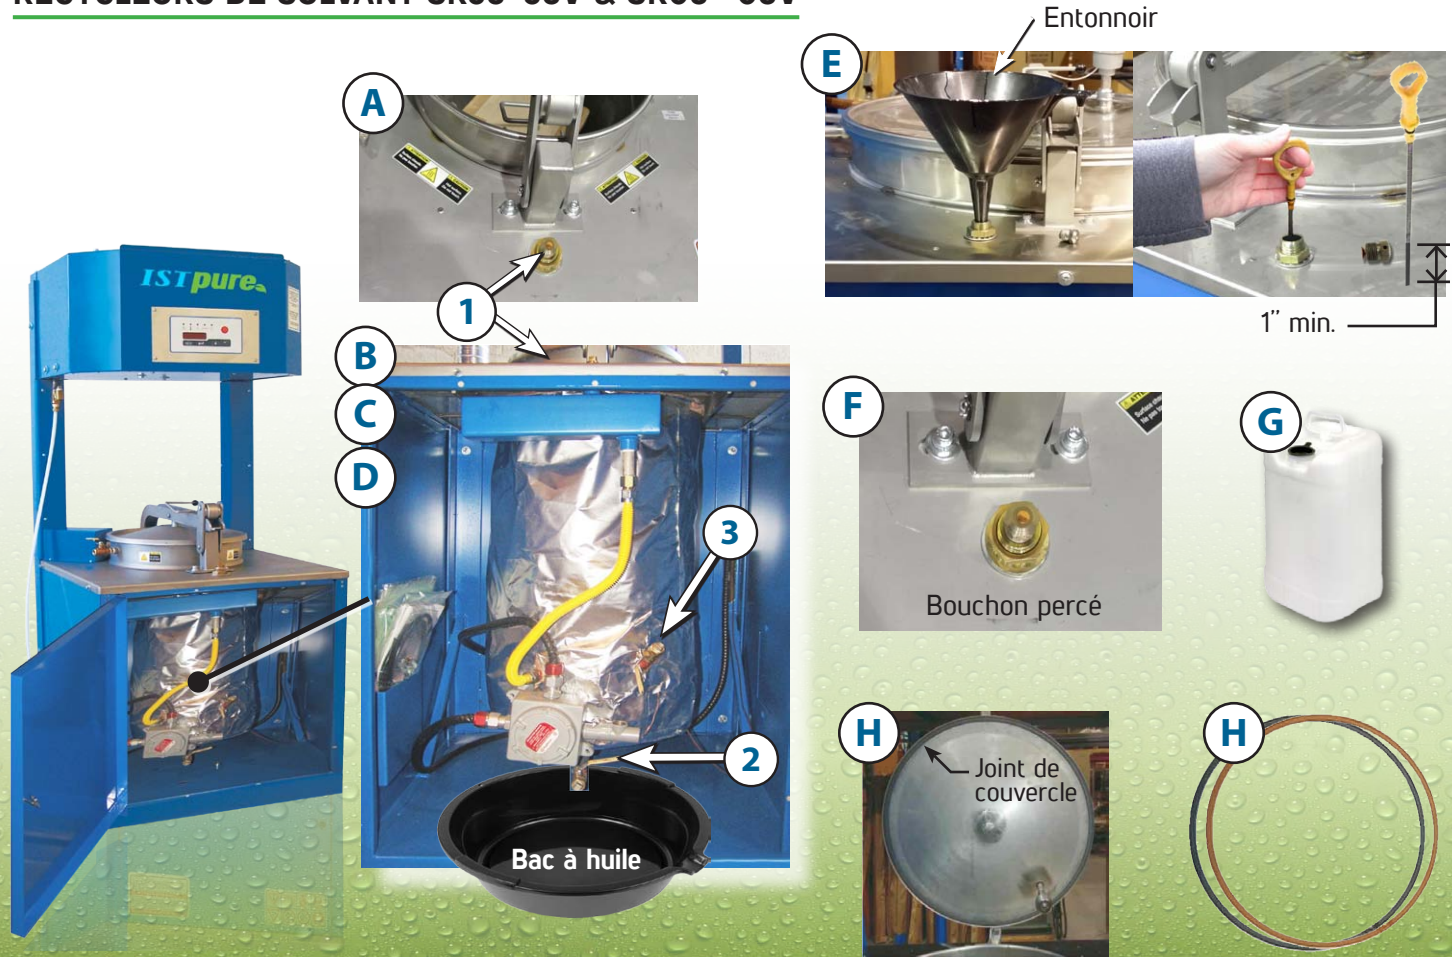 Entonnoir
E
A
ISTpure
1
1” min.
B
C
D
F
G
3
Bouchon percé
2
H
Joint de
couvercle
H
Bac à huile